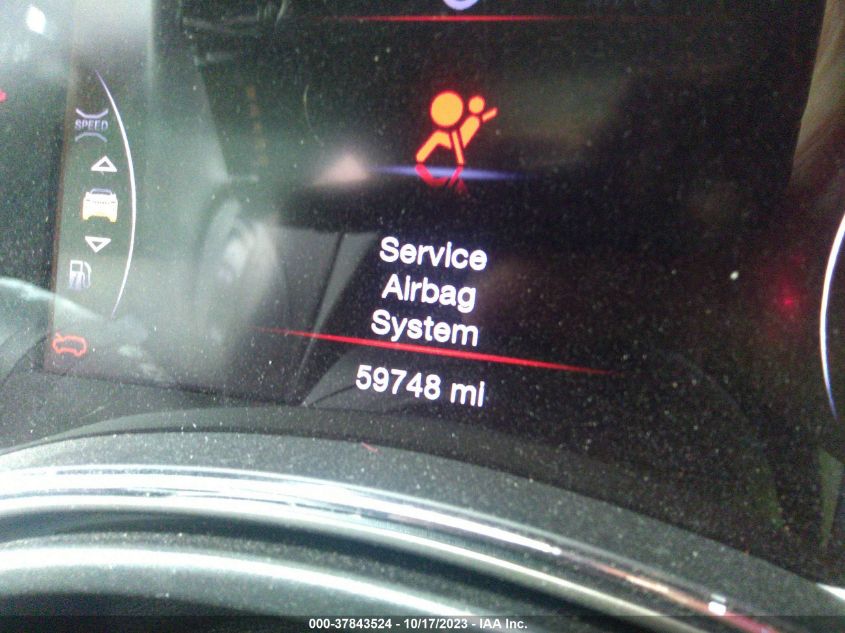 SPEED
Service
Airbag
System
59748 mi
000-37843524 - 10/17/2023 - IAA Inc.